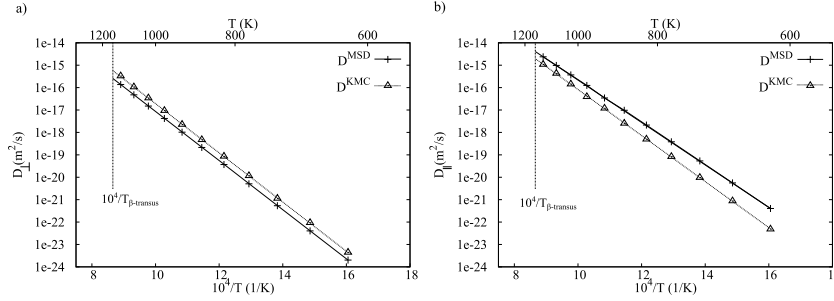 a)
T (K)
1200 1000 800 600
1e-14
1e-15
1e-16
1e-17
1e-18
1e-19
1e-20
1e-21
1e-22
1e-23
1e-24
D⊥(m²/s)
D^MSD
D^KMC
10⁴/Tβ-transus
8 10 12 14 16 18
10⁴/T (1/K)
b)
T (K)
1200 1000 800 600
1e-14
1e-15
1e-16
1e-17
1e-18
1e-19
1e-20
1e-21
1e-22
1e-23
1e-24
D∥(m²/s)
D^MSD
D^KMC
10⁴/Tβ-transus
8 10 12 14 16 18
10⁴/T (1/K)